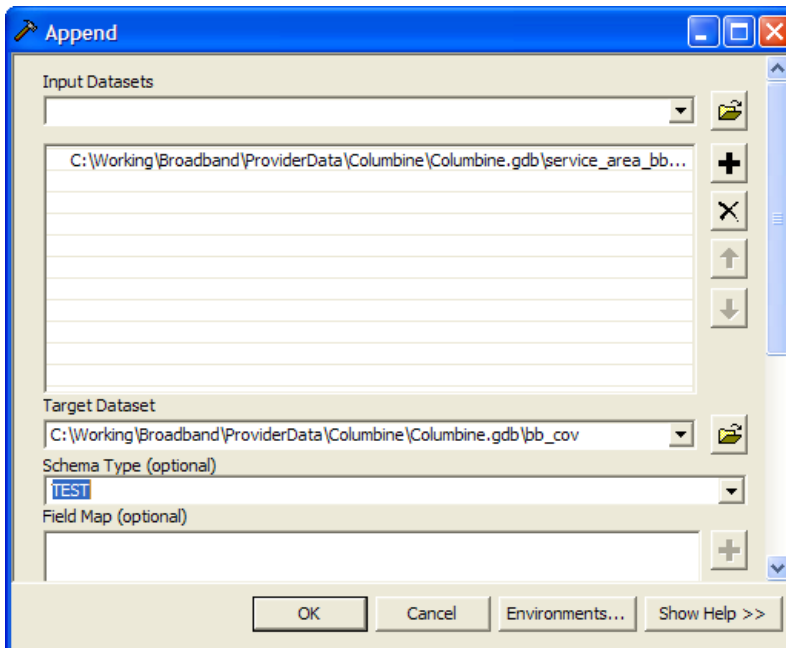 Append
Input Datasets
C:\Working\Broadband\ProviderData\Columbine\Columbine.gdb\service_area_bb...
Target Dataset
C:\Working\Broadband\ProviderData\Columbine\Columbine.gdb\bb_cov
Schema Type (optional)
TEST
Field Map (optional)
OK Cancel Environments... Show Help >>